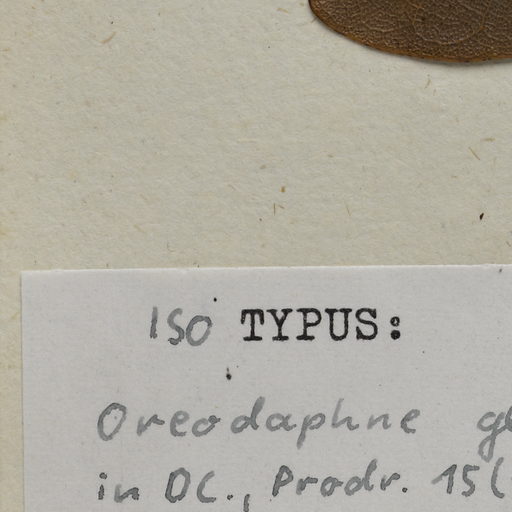 ISO TYPUS:
Oreodaphne
in DC., Prodr. 15(